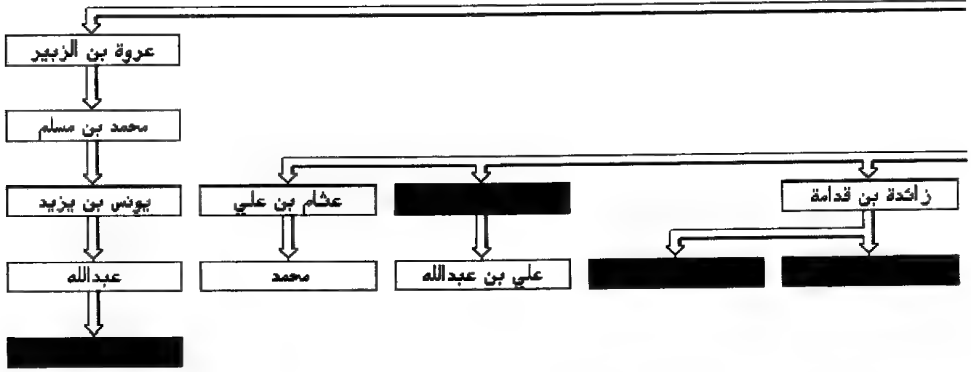 عروة بن الزبير
محمد بن مسلم
يونس بن يزيد
عثام بن علي
زائدة بن قدامة
عبدالله
محمد
علي بن عبدالله